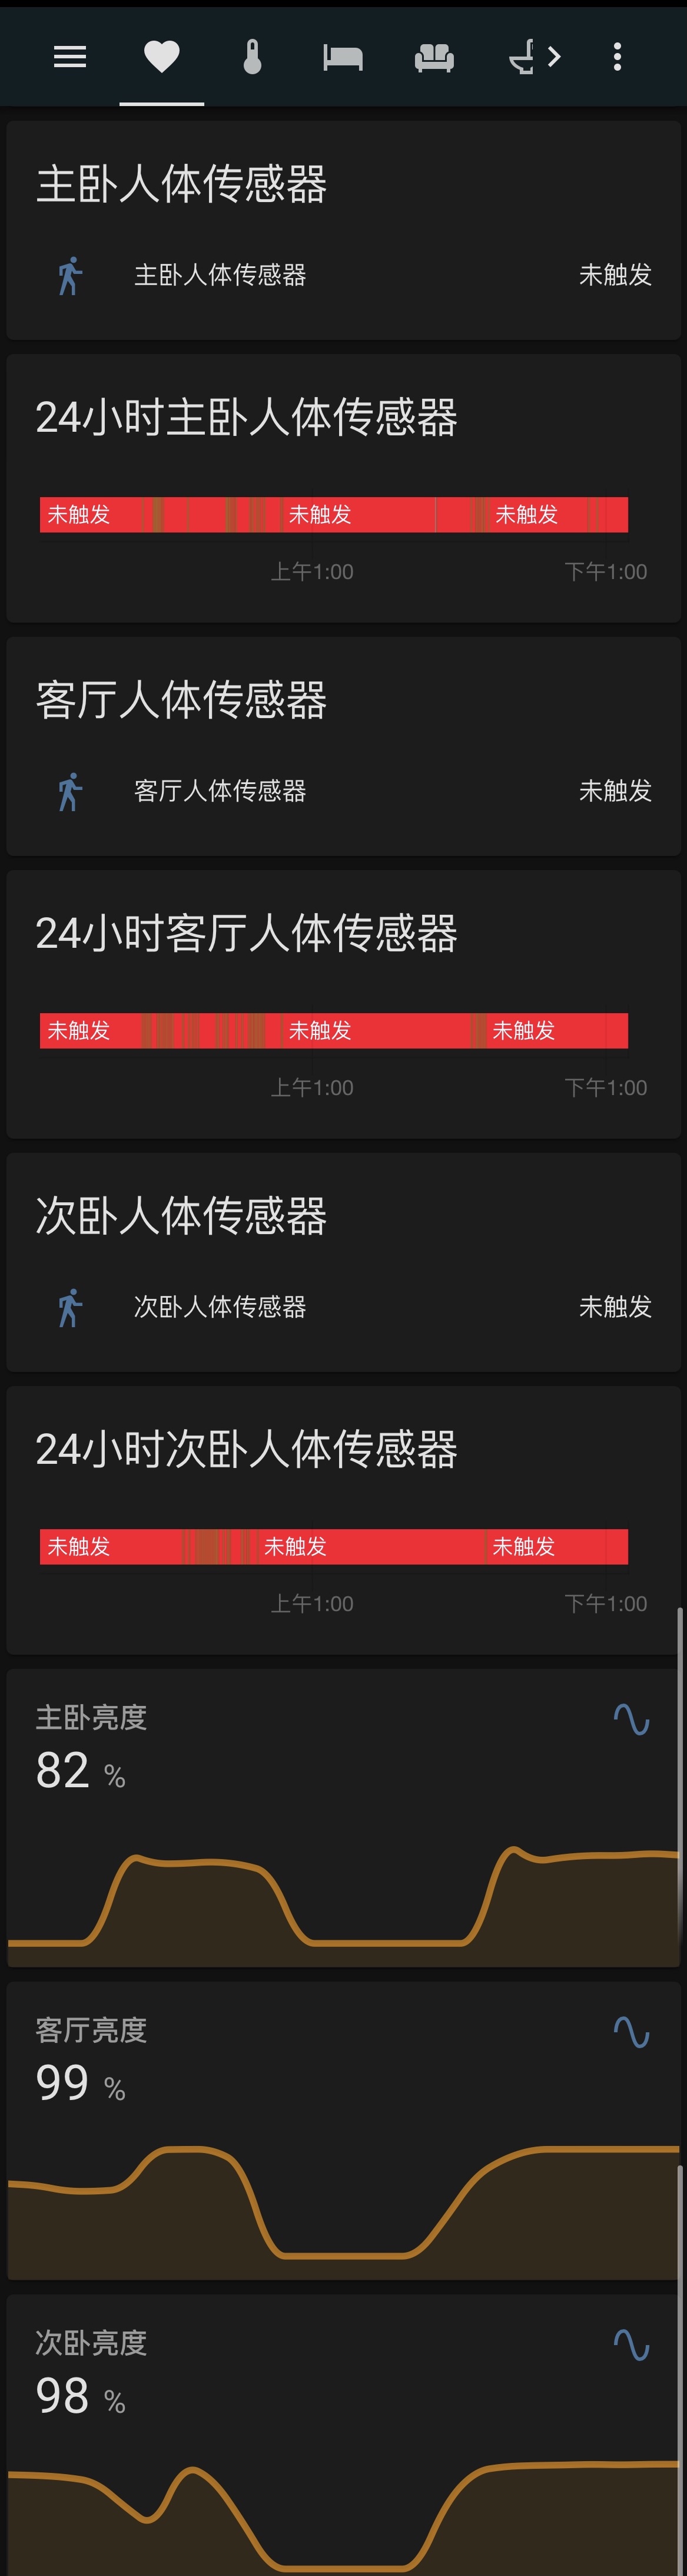 主卧人体传感器
主卧人体传感器 未触发
24小时主卧人体传感器
未触发 未触发 未触发
上午1:00 下午1:00
客厅人体传感器
客厅人体传感器 未触发
24小时客厅人体传感器
未触发 未触发 未触发
上午1:00 下午1:00
次卧人体传感器
次卧人体传感器 未触发
24小时次卧人体传感器
未触发 未触发 未触发
上午1:00 下午1:00
主卧亮度
82 %
客厅亮度
99 %
次卧亮度
98 %